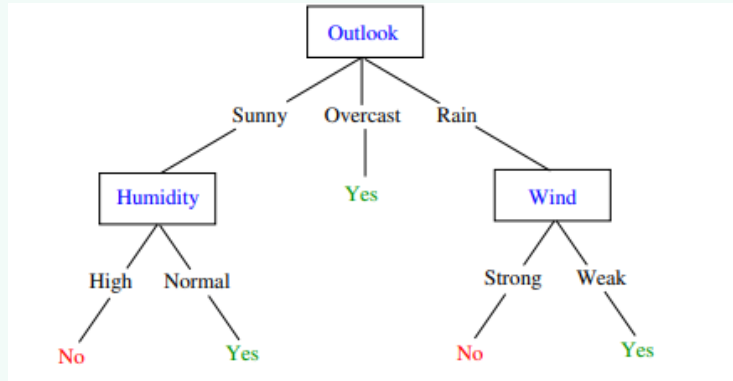 Outlook
Sunny Overcast Rain
Humidity Yes Wind
High Normal Strong Weak
No Yes No Yes